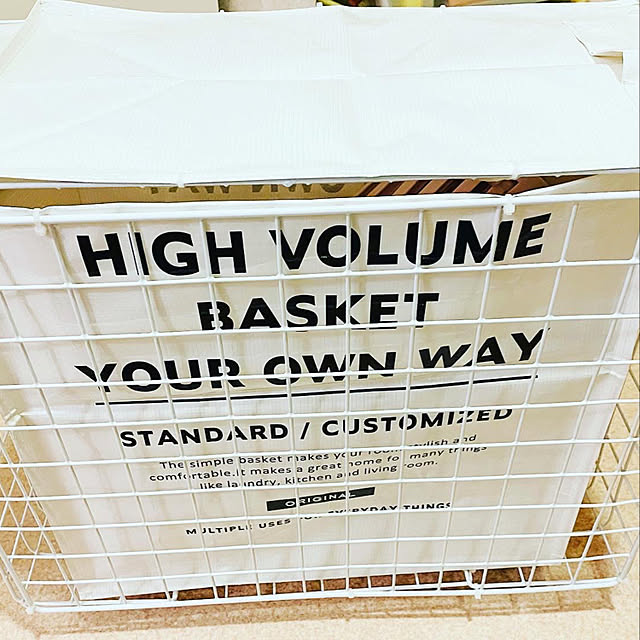 HIGH VOLUME
BASKET
YOUR OWN WAY
STANDARD / CUSTOMIZED
The simple basket makes your room stylish and
comfortable.It makes a great home for many things
like laundry, kitchen and living room.
ORIGINAL
MULTIPLE USES FOR EVERYDAY THINGS